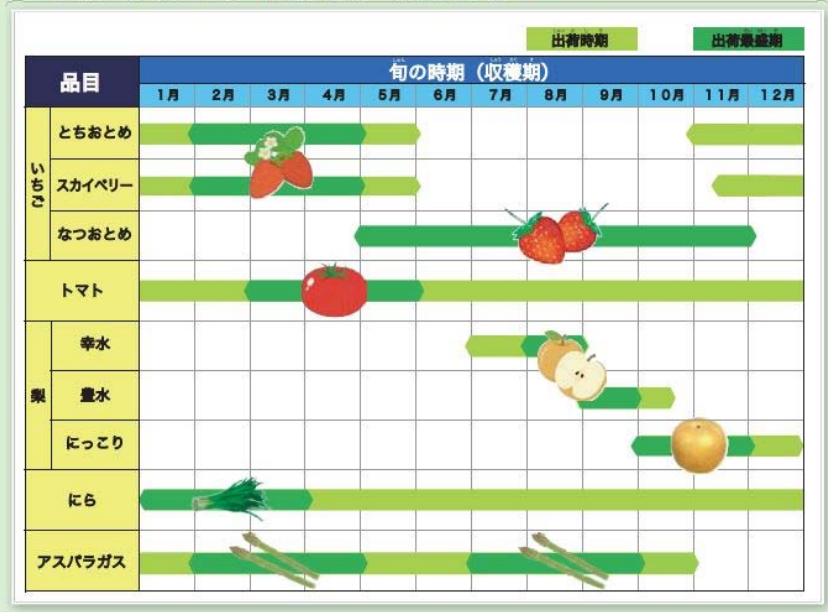 出荷時期
出荷最盛期
品目
旬の時期（収穫期）
1月 2月 3月 4月 5月 6月 7月 8月 9月 10月 11月 12月
いちご
とちおとめ
スカイベリー
なつおとめ
トマト
梨
幸水
豊水
にっこり
にら
アスパラガス